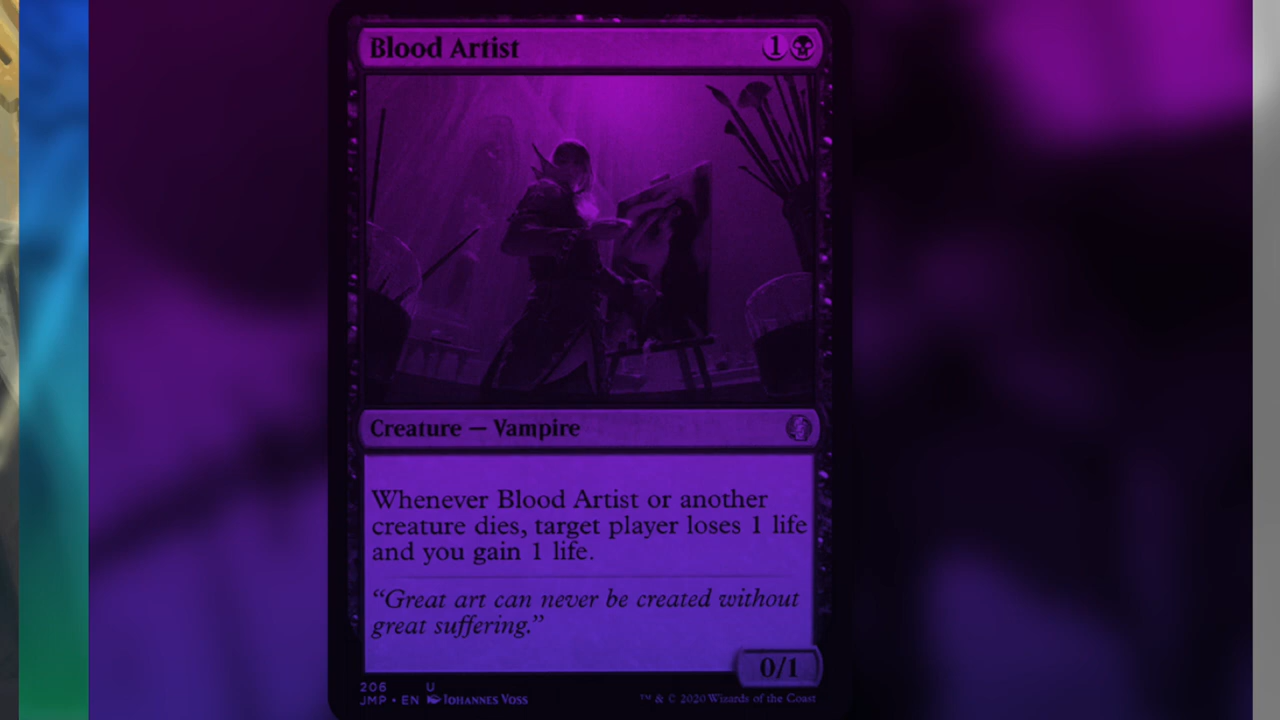 Blood Artist 1
Creature — Vampire
Whenever Blood Artist or another
creature dies, target player loses 1 life
and you gain 1 life.
“Great art can never be created without
great suffering.”
0/1
206 U
JMP • EN Johannes Voss
™ & © 2020 Wizards of the Coast